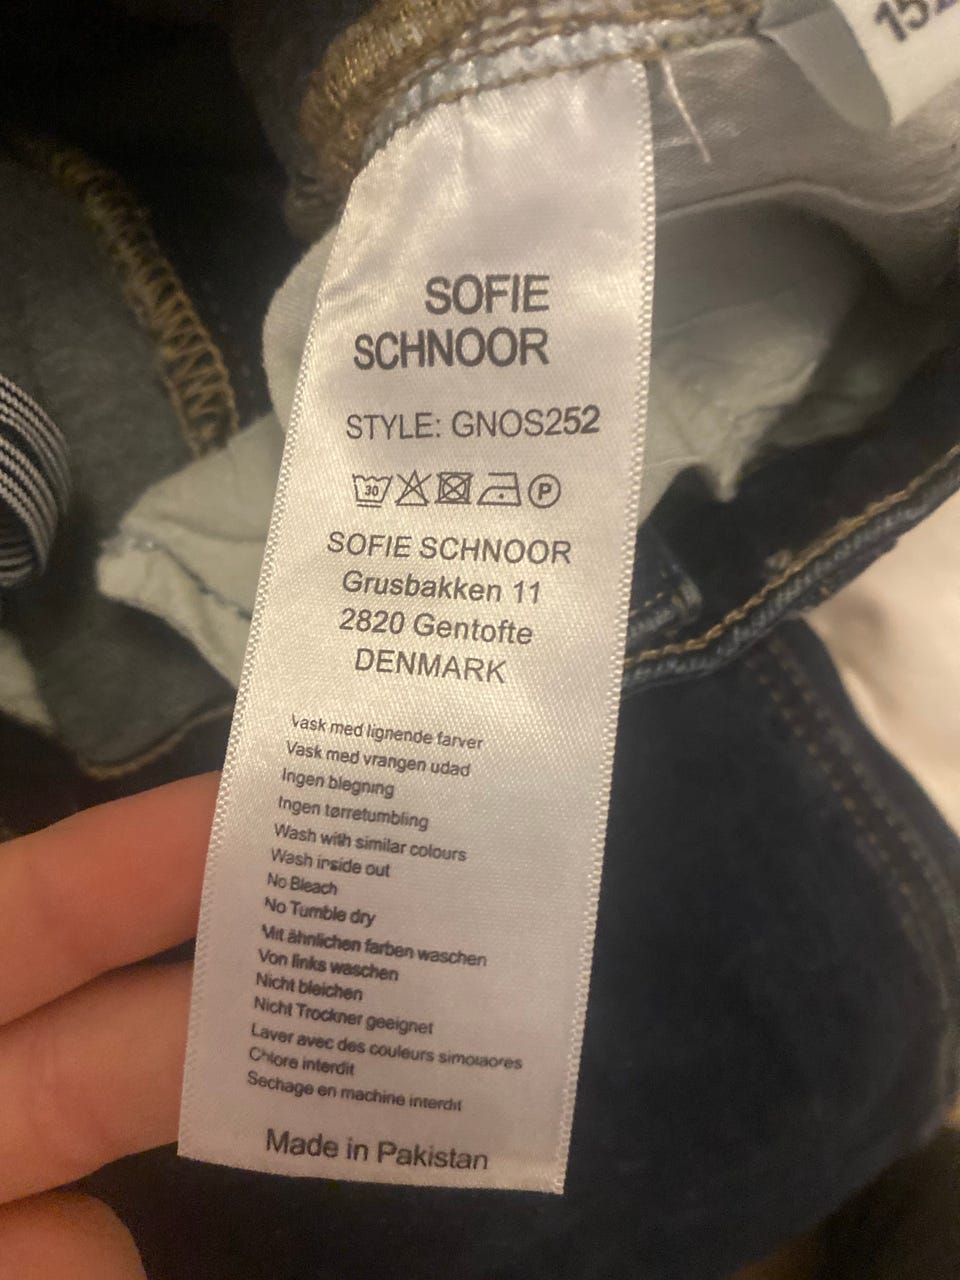 15
SOFIE
SCHNOOR
STYLE: GNOS252
30
P
SOFIE SCHNOOR
Grusbakken 11
2820 Gentofte
DENMARK
Vask med lignende farver
Vask med vrangen udad
Ingen blegning
Ingen tørretumbling
Wash with similar colours
Wash inside out
No Bleach
No Tumble dry
Mit ähnlichen farben waschen
Von links waschen
Nicht bleichen
Nicht Trockner geeignet
Laver avec des couleurs
Chlore interdit
Sechage en machine interdit
Made in Pakistan